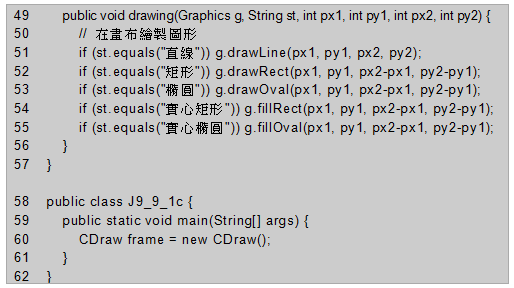 49 public void drawing(Graphics g, String st, int px1, int py1, int px2, int py2) {
50 // 在畫布繪製圖形
51 if (st.equals("直線")) g.drawLine(px1, py1, px2, py2);
52 if (st.equals("矩形")) g.drawRect(px1, py1, px2-px1, py2-py1);
53 if (st.equals("橢圓")) g.drawOval(px1, py1, px2-px1, py2-py1);
54 if (st.equals("實心矩形")) g.fillRect(px1, py1, px2-px1, py2-py1);
55 if (st.equals("實心橢圓")) g.fillOval(px1, py1, px2-px1, py2-py1);
56 }
57 }
58 public class J9_9_1c {
59 public static void main(String[] args) {
60 CDraw frame = new CDraw();
61 }
62 }